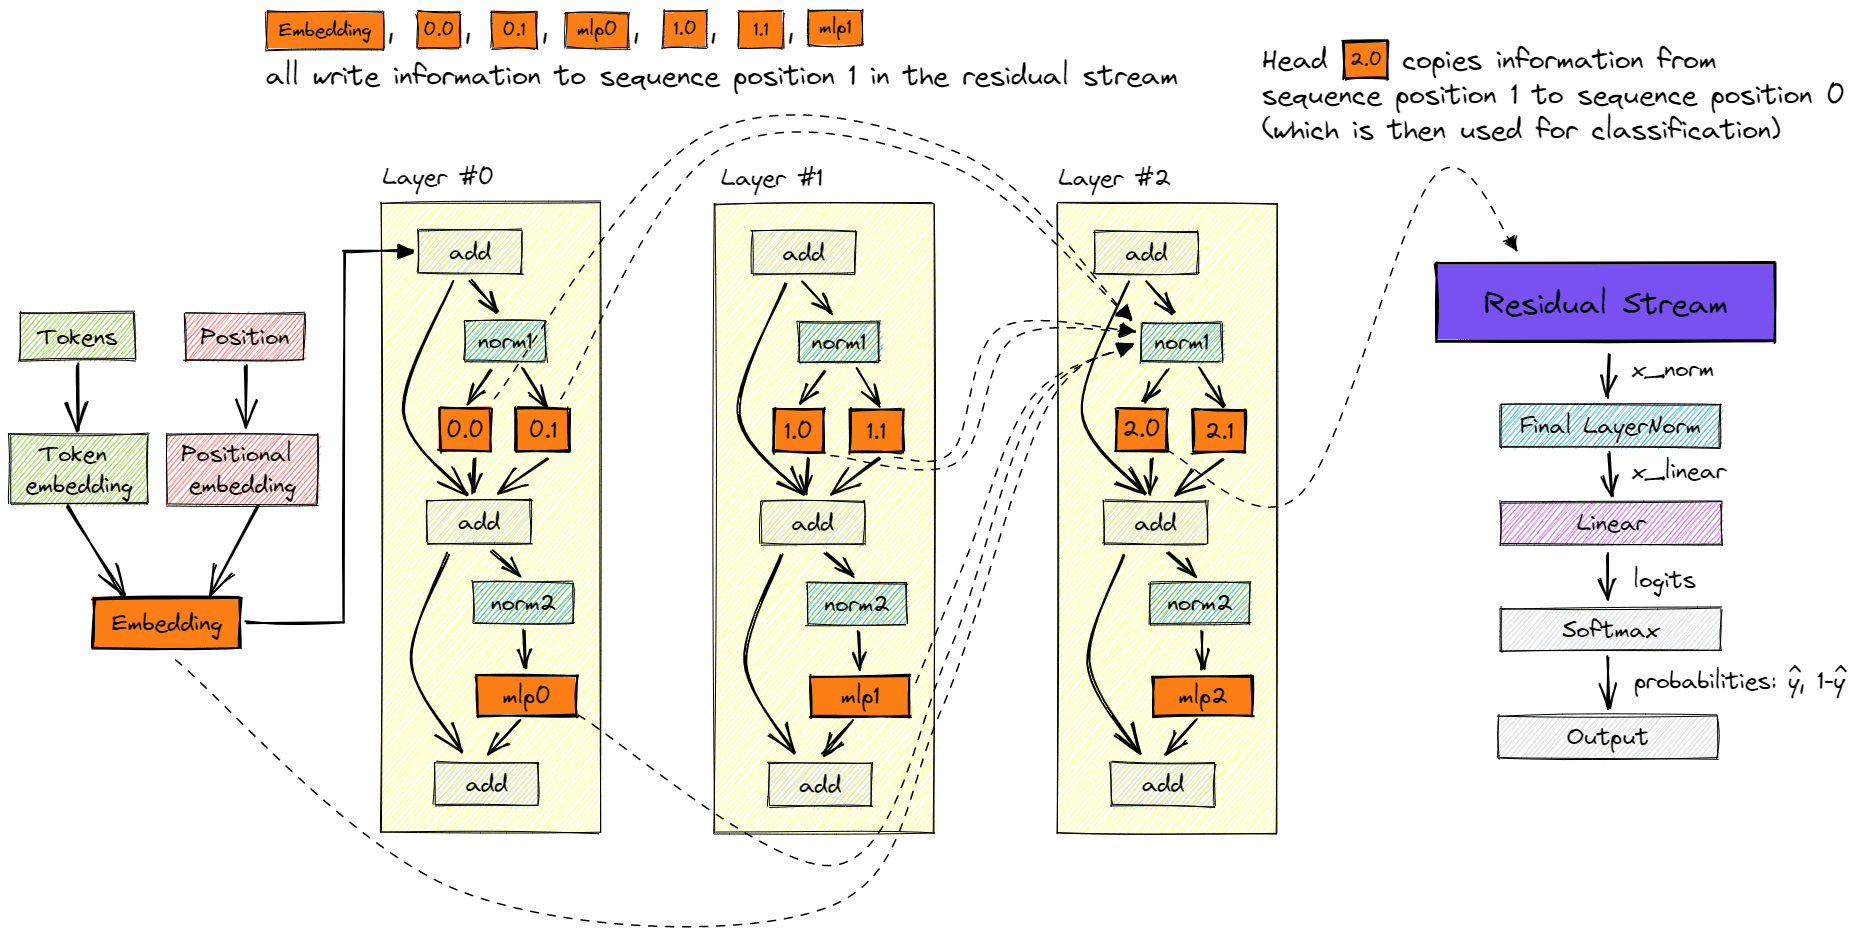 Embedding, 0.0, 0.1, mlp0, 1.0, 1.1, mlp1
all write information to sequence position 1 in the residual stream
Head 2.0 copies information from
sequence position 1 to sequence position 0
(which is then used for classification)
Tokens
Position
Token
embedding
Positional
embedding
Embedding
Layer #0
add
norm1
0.0
0.1
add
norm2
mlp0
add
Layer #1
add
norm1
1.0
1.1
add
norm2
mlp1
add
Layer #2
add
norm1
2.0
2.1
add
norm2
mlp2
add
Residual Stream
x_norm
Final LayerNorm
x_linear
Linear
logits
Softmax
probabilities: ŷ, 1-ŷ
Output